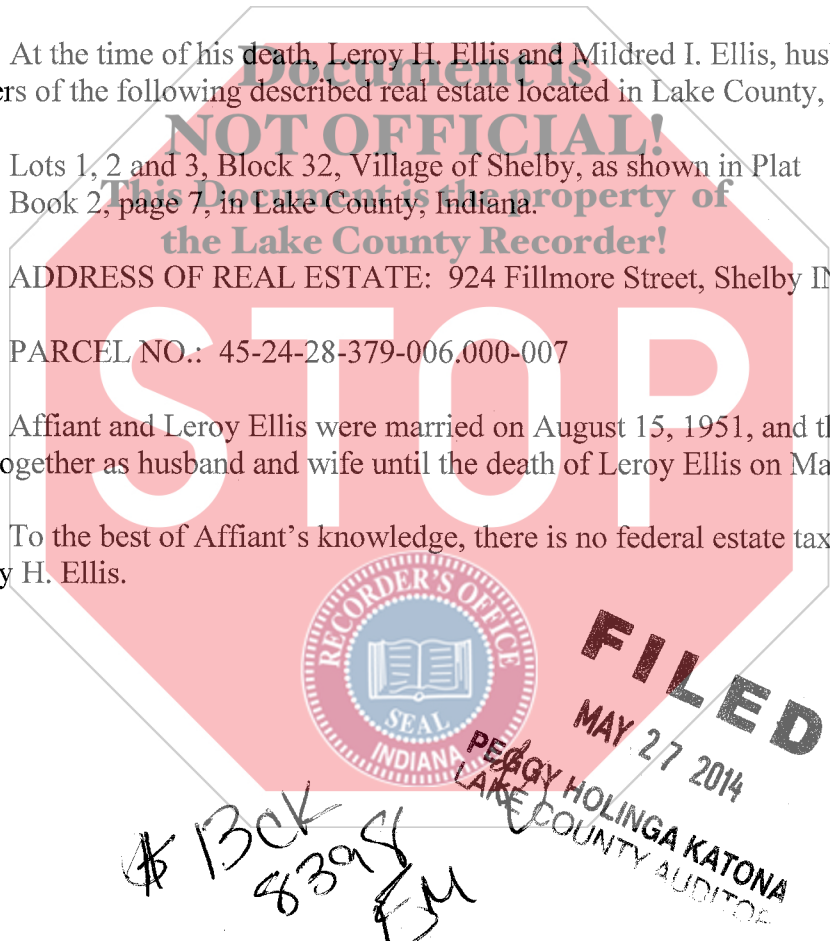 At the time of his death, Leroy H. Ellis and Mildred I. Ellis, hus
ers of the following described real estate located in Lake County,
Document is
NOT OFFICIAL!
This Document is the property of
the Lake County Recorder!
Lots 1, 2 and 3, Block 32, Village of Shelby, as shown in Plat
Book 2, page 7, in Lake County, Indiana.
ADDRESS OF REAL ESTATE: 924 Fillmore Street, Shelby IN
PARCEL NO.: 45-24-28-379-006.000-007
STOP
Affiant and Leroy Ellis were married on August 15, 1951, and th
ogether as husband and wife until the death of Leroy Ellis on Ma
To the best of Affiant's knowledge, there is no federal estate tax
y H. Ellis.
RECORDER'S OFFICE
SEAL
INDIANA
FILED
MAY 27 2014
PEGGY HOLINGA KATONA
LAKE COUNTY AUDITOR
$ 13 CK
8398
EM